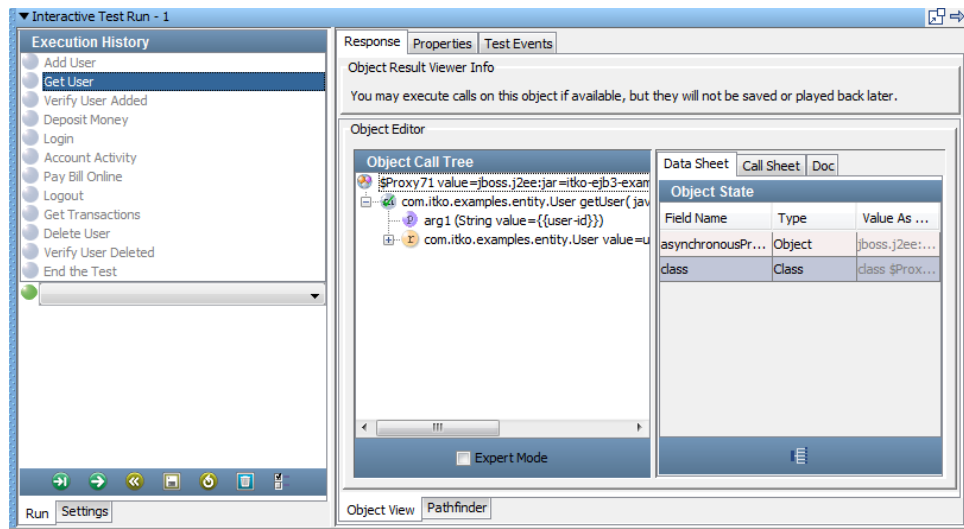 Interactive Test Run - 1
Execution History
Add User
Get User
Verify User Added
Deposit Money
Login
Account Activity
Pay Bill Online
Logout
Get Transactions
Delete User
Verify User Deleted
End the Test
Run Settings
Response Properties Test Events
Object Result Viewer Info
You may execute calls on this object if available, but they will not be saved or played back later.
Object Editor
Object Call Tree
$Proxy71 value=jboss.j2ee:jar=itko-ejb3-exam
com.itko.examples.entity.User getUser( jav
arg1 (String value={{user-id}})
com.itko.examples.entity.User value=u
Expert Mode
Data Sheet Call Sheet Doc
Object State
Field Name Type Value As ...
asynchronousPr... Object jboss.j2ee:...
class Class class $Prox...
Object View Pathfinder